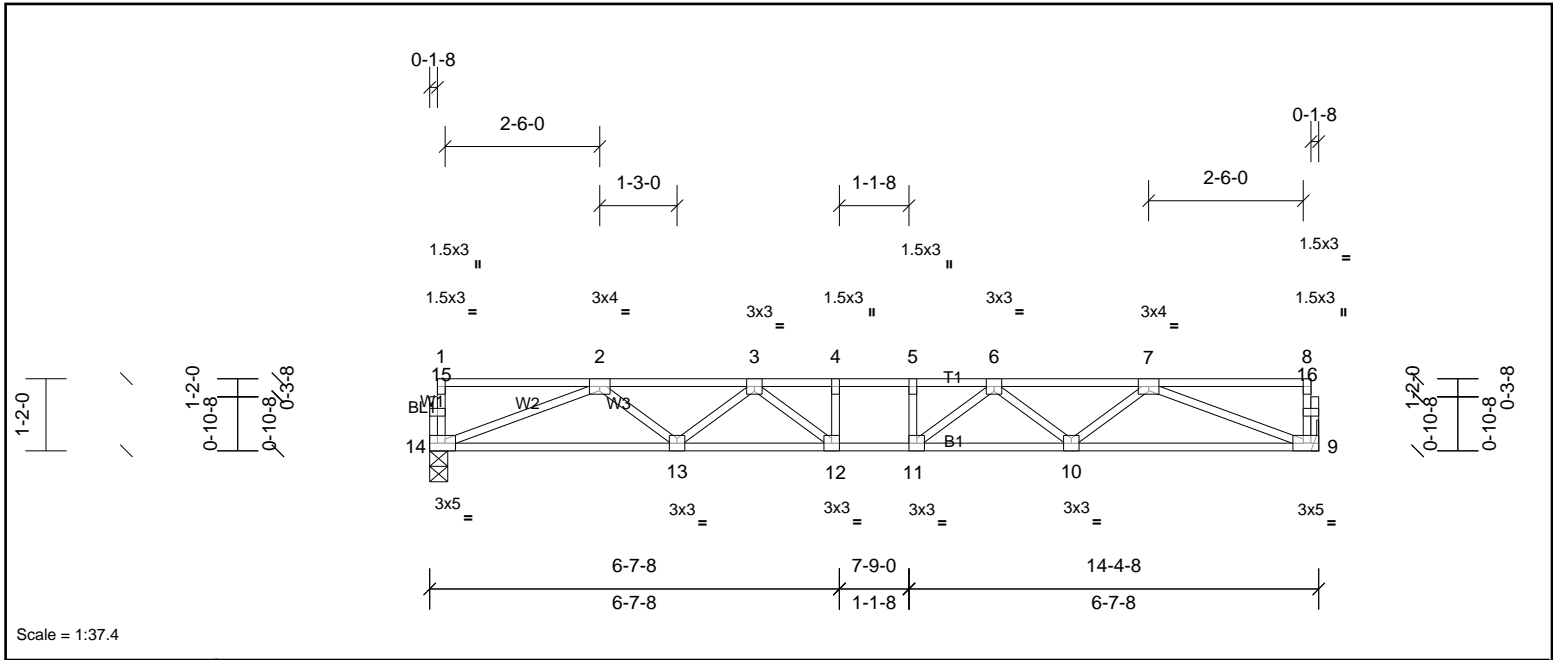 0-1-8
2-6-0
0-1-8
1-3-0
1-1-8
2-6-0
1.5x3 II
1.5x3 II
1.5x3 =
1.5x3 =
3x4 =
3x3 =
1.5x3 II
3x3 =
3x4 =
1.5x3 II
1 2 3 4 5 6 7 8
15 T1 16
1-2-0
1-2-0
0-10-8
0-10-8
0-3-8
W1
BL1
W2 W3
1-2-0
0-10-8
0-10-8
0-3-8
14 B1 9
13 12 11 10
3x5 =
3x3 =
3x3 =
3x3 =
3x3 =
3x5 =
6-7-8 7-9-0 14-4-8
6-7-8 1-1-8 6-7-8
Scale = 1:37.4